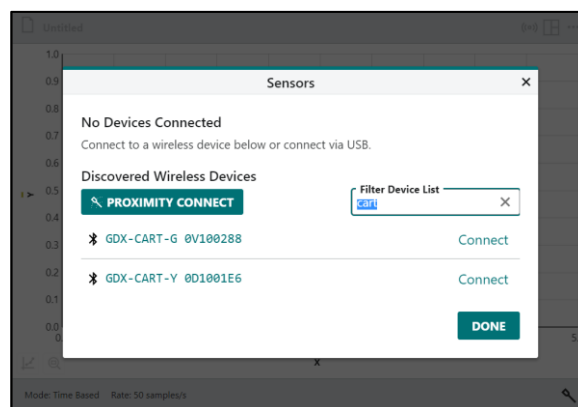 Untitled
1.0
0.9
Sensors
×
0.8
No Devices Connected
0.7
Connect to a wireless device below or connect via USB.
0.6
Discovered Wireless Devices
0.5
PROXIMITY CONNECT
Filter Device List
cart
0.4
GDX-CART-G 0V100288
Connect
0.3
0.2
GDX-CART-Y 0D1001E6
Connect
0.1
0.0
DONE
0.
5.
X
Mode: Time Based Rate: 50 samples/s